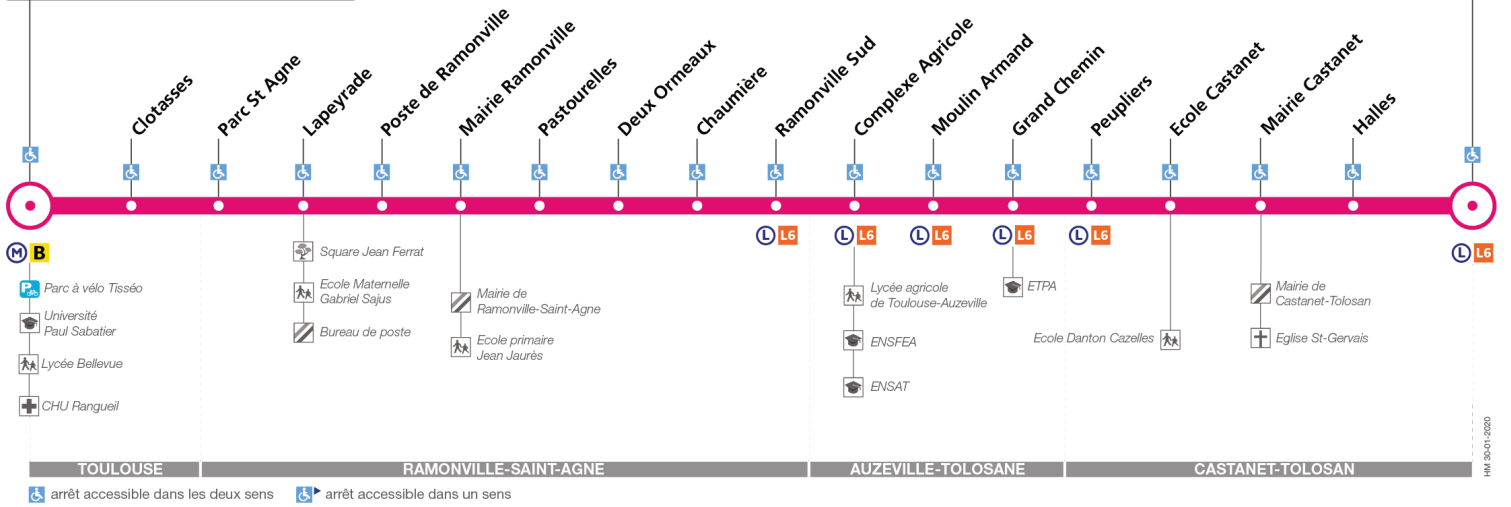 Clotasses
Parc St Agne
Lapeyrade
Poste de Ramonville
Mairie Ramonville
Pastourelles
Deux Ormeaux
Chaumière
Ramonville Sud
Complexe Agricole
Moulin Armand
Grand Chemin
Peupliers
Ecole Castanet
Mairie Castanet
Halles
L L6
L L6
L L6
L L6
L L6
M B
L L6
P Parc à vélo Tisséo
Université
Paul Sabatier
Lycée Bellevue
CHU Rangueil
Square Jean Ferrat
Ecole Maternelle
Gabriel Sajus
Bureau de poste
Mairie de
Ramonville-Saint-Agne
Ecole primaire
Jean Jaurès
Lycée agricole
de Toulouse-Auzeville
ENSFEA
ENSAT
ETPA
Ecole Danton Cazelles
Mairie de
Castanet-Tolosan
Eglise St-Gervais
HM 30-01-2020
TOULOUSE
RAMONVILLE-SAINT-AGNE
AUZEVILLE-TOLOSANE
CASTANET-TOLOSAN
arrêt accessible dans les deux sens
arrêt accessible dans un sens